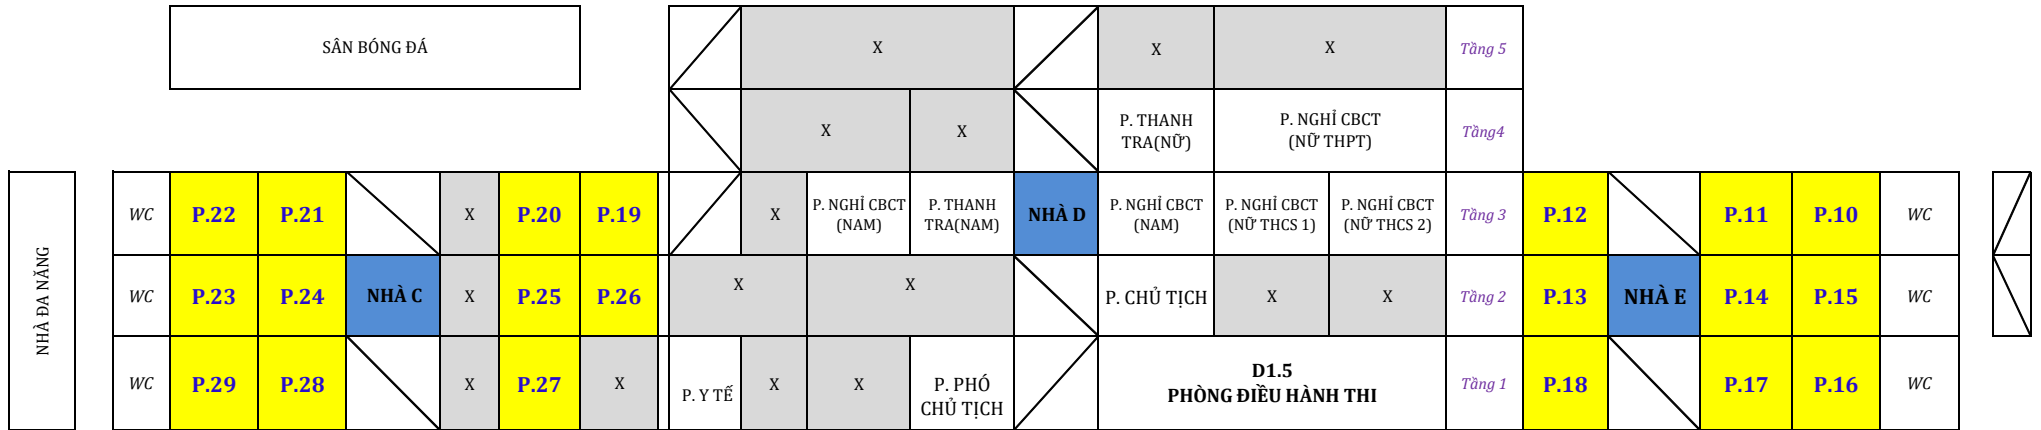 SÂN BÓNG ĐÁ
X
X
X
Tầng 5
X
X
P. THANH
TRA(NỮ)
P. NGHỈ CBCT
(NỮ THPT)
Tầng4
NHÀ ĐA NĂNG
WC
P.22
P.21
X
P.20
P.19
X
P. NGHỈ CBCT
(NAM)
P. THANH
TRA(NAM)
NHÀ D
P. NGHỈ CBCT
(NAM)
P. NGHỈ CBCT
(NỮ THCS 1)
P. NGHỈ CBCT
(NỮ THCS 2)
Tầng 3
P.12
P.11
P.10
WC
WC
P.23
P.24
NHÀ C
X
P.25
P.26
X
X
P. CHỦ TỊCH
X
X
Tầng 2
P.13
NHÀ E
P.14
P.15
WC
WC
P.29
P.28
X
P.27
X
P. Y TẾ
X
X
P. PHÓ
CHỦ TỊCH
D1.5
PHÒNG ĐIỀU HÀNH THI
Tầng 1
P.18
P.17
P.16
WC